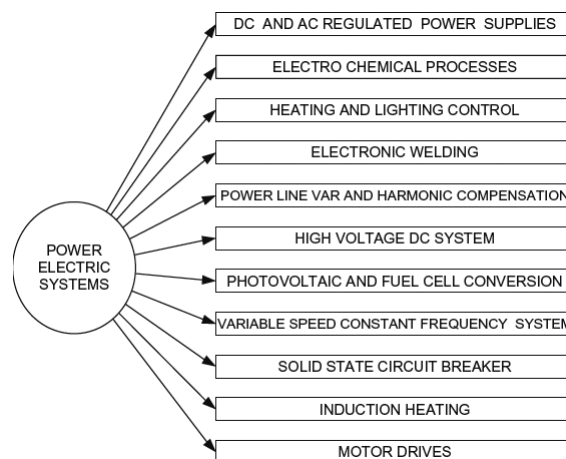 DC AND AC REGULATED POWER SUPPLIES
ELECTRO CHEMICAL PROCESSES
HEATING AND LIGHTING CONTROL
ELECTRONIC WELDING
POWER LINE VAR AND HARMONIC COMPENSATION
HIGH VOLTAGE DC SYSTEM
PHOTOVOLTAIC AND FUEL CELL CONVERSION
VARIABLE SPEED CONSTANT FREQUENCY SYSTEM
SOLID STATE CIRCUIT BREAKER
INDUCTION HEATING
MOTOR DRIVES
POWER
ELECTRIC
SYSTEMS